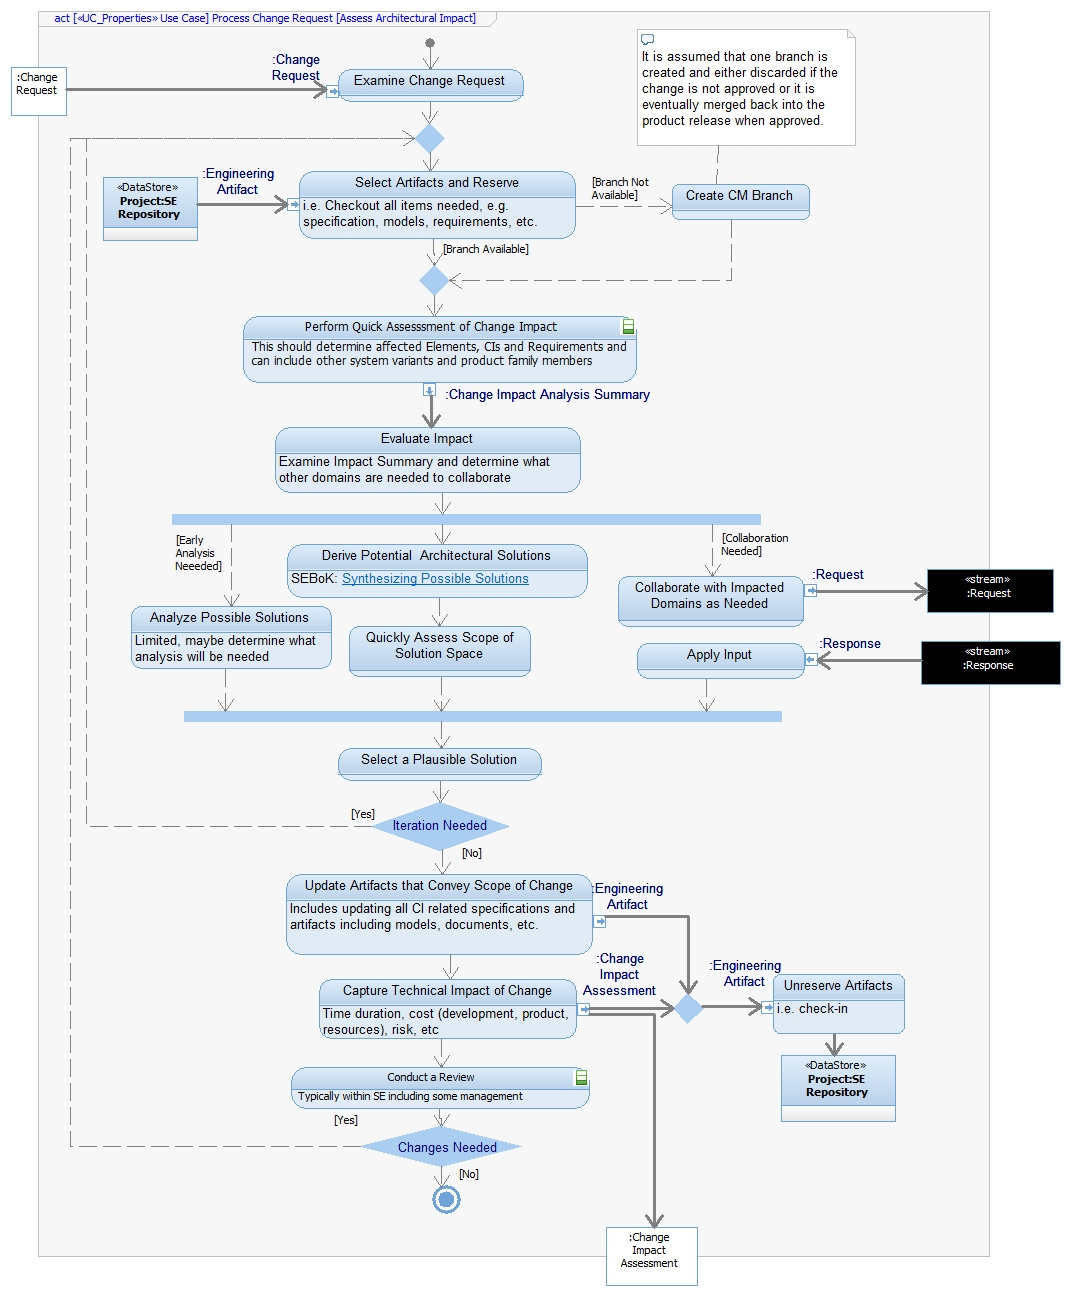 act [«UC_Properties» Use Case] Process Change Request [Assess Architectural Impact]
:Change
Request
:Change
Request
Examine Change Request
It is assumed that one branch is
created and either discarded if the
change is not approved or it is
eventually merged back into the
product release when approved.
«DataStore»
Project:SE
Repository
:Engineering
Artifact
Select Artifacts and Reserve
i.e. Checkout all items needed, e.g.
specification, models, requirements, etc.
[Branch Not
Available]
Create CM Branch
[Branch Available]
Perform Quick Assesssment of Change Impact
This should determine affected Elements, CIs and Requirements and
can include other system variants and product family members
:Change Impact Analysis Summary
Evaluate Impact
Examine Impact Summary and determine what
other domains are needed to collaborate
[Early
Analysis
Neeeded]
Derive Potential  Architectural Solutions
SEBoK: Synthesizing Possible Solutions
[Collaboration
Needed]
Analyze Possible Solutions
Limited, maybe determine what
analysis will be needed
Quickly Assess Scope of
Solution Space
Collaborate with Impacted
Domains as Needed
:Request
«stream»
:Request
Apply Input
:Response
«stream»
:Response
Select a Plausible Solution
[Yes]
Iteration Needed
[No]
Update Artifacts that Convey Scope of Change
Includes updating all CI related specifications and
artifacts including models, documents, etc.
:Engineering
Artifact
Capture Technical Impact of Change
Time duration, cost (development, product,
resources), risk, etc
:Change
Impact
Assessment
:Engineering
Artifact
Unreserve Artifacts
i.e. check-in
«DataStore»
Project:SE
Repository
Conduct a Review
Typically within SE including some management
[Yes]
Changes Needed
[No]
:Change
Impact
Assessment